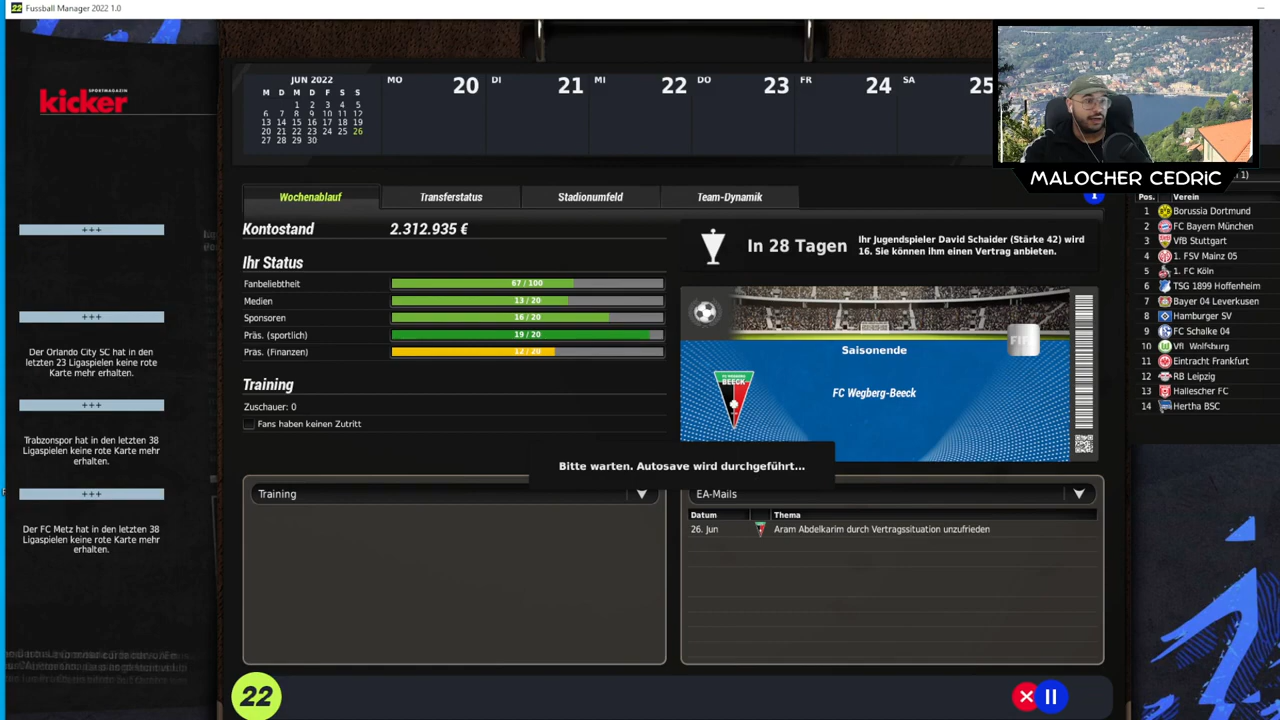 22 Fussball Manager 2022 1.0
kicker
SPORTMAGAZIN
+++
+++
Der Orlando City SC hat in den
letzten 23 Ligaspielen keine rote
Karte mehr erhalten.
+++
Trabzonspor hat in den letzten 38
Ligaspielen keine rote Karte mehr
erhalten.
+++
Der FC Metz hat in den letzten 38
Ligaspielen keine rote Karte mehr
erhalten.
JUN 2022
M D M D F S S
1 2 3 4 5
6 7 8 9 10 11 12
13 14 15 16 17 18 19
20 21 22 23 24 25 26
27 28 29 30
MO 20 DI 21 MI 22 DO 23 FR 24 SA 25
MALOCHER CEDRIC
Wochenablauf Transferstatus Stadionumfeld Team-Dynamik
Kontostand 2.312.935 €
Ihr Status
Fanbeliebtheit 67 / 100
Medien 13 / 20
Sponsoren 16 / 20
Präs. (sportlich) 19 / 20
Präs. (Finanzen) 12 / 20
Training
Zuschauer: 0
Fans haben keinen Zutritt
In 28 Tagen
Ihr Jugendspieler David Schaider (Stärke 42) wird
16. Sie können ihm einen Vertrag anbieten.
Saisonende
FIFA
BEECK
FC Wegberg-Beeck
Bitte warten. Autosave wird durchgeführt...
Training
EA-Mails
Datum Thema
26. Jun Aram Abdelkarim durch Vertragssituation unzufrieden
1)
1
Pos. Verein
1 Borussia Dortmund
2 FC Bayern München
3 VfB Stuttgart
4 1. FSV Mainz 05
5 1. FC Köln
6 TSG 1899 Hoffenheim
7 Bayer 04 Leverkusen
8 Hamburger SV
9 FC Schalke 04
10 VfL Wolfsburg
11 Eintracht Frankfurt
12 RB Leipzig
13 Hallescher FC
14 Hertha BSC
22